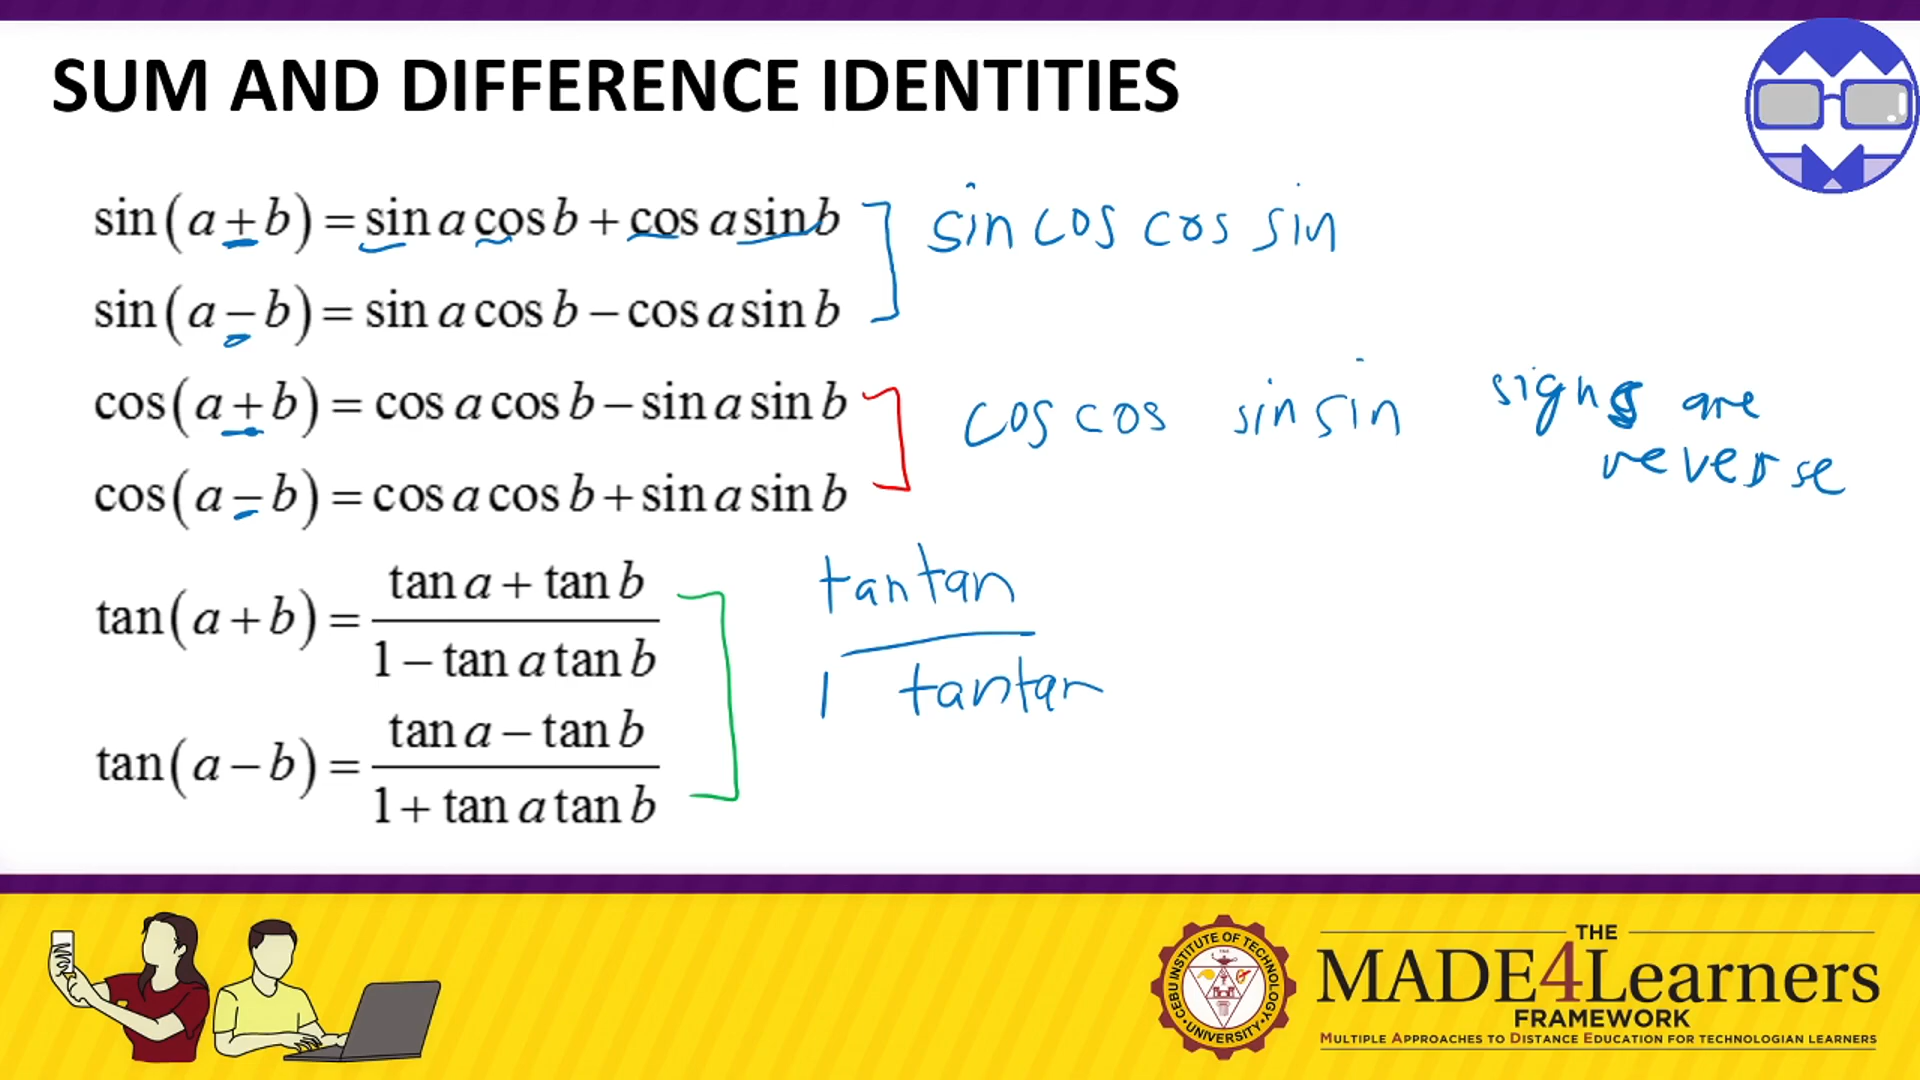 SUM AND DIFFERENCE IDENTITIES
sin(a+b)=sin a cos b+cos a sin b
sin cos cos sin
sin(a−b)=sin a cos b−cos a sin b
cos(a+b)=cos a cos b−sin a sin b
cos cos sin sin
signs are
reverse
cos(a−b)=cos a cos b+sin a sin b
tan(a+b)=
tan a+tan b
1−tan a tan b
tan tan
1 tantan
tan(a−b)=
tan a−tan b
1+tan a tan b
CEBU INSTITUTE OF TECHNOLOGY
• UNIVERSITY •
THE
MADE4Learners
FRAMEWORK
MULTIPLE APPROACHES TO DISTANCE EDUCATION FOR TECHNOLOGIAN LEARNERS